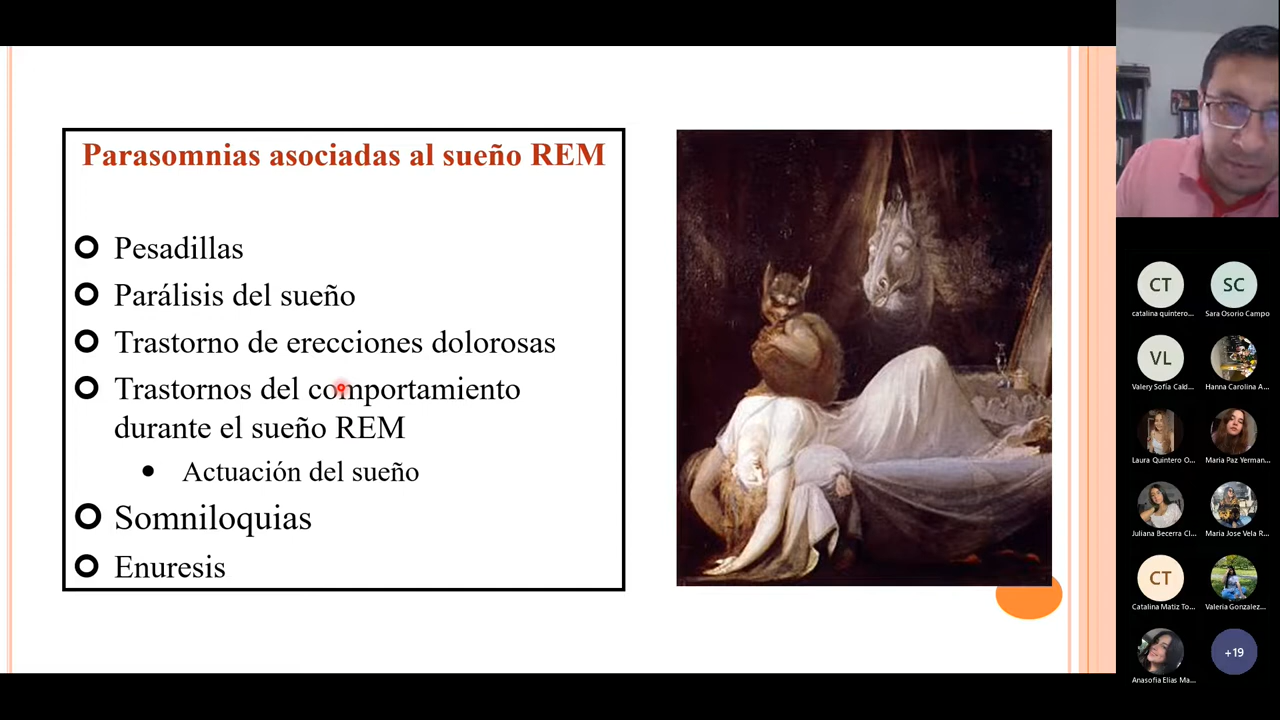 Parasomnias asociadas al sueño REM
Pesadillas
Parálisis del sueño
Trastorno de erecciones dolorosas
Trastornos del comportamiento
durante el sueño REM
Actuación del sueño
Somniloquias
Enuresis
CT
SC
catalina quintero...
Sara Osorio Campo
VL
Valery Sofía Cald...
Hanna Carolina A...
Laura Quintero O...
Maria Paz Yerman...
Juliana Becerra Cl...
Maria Jose Vela R...
CT
Catalina Matiz To...
Valeria Gonzalez...
+19
Anasofia Elias Ma...